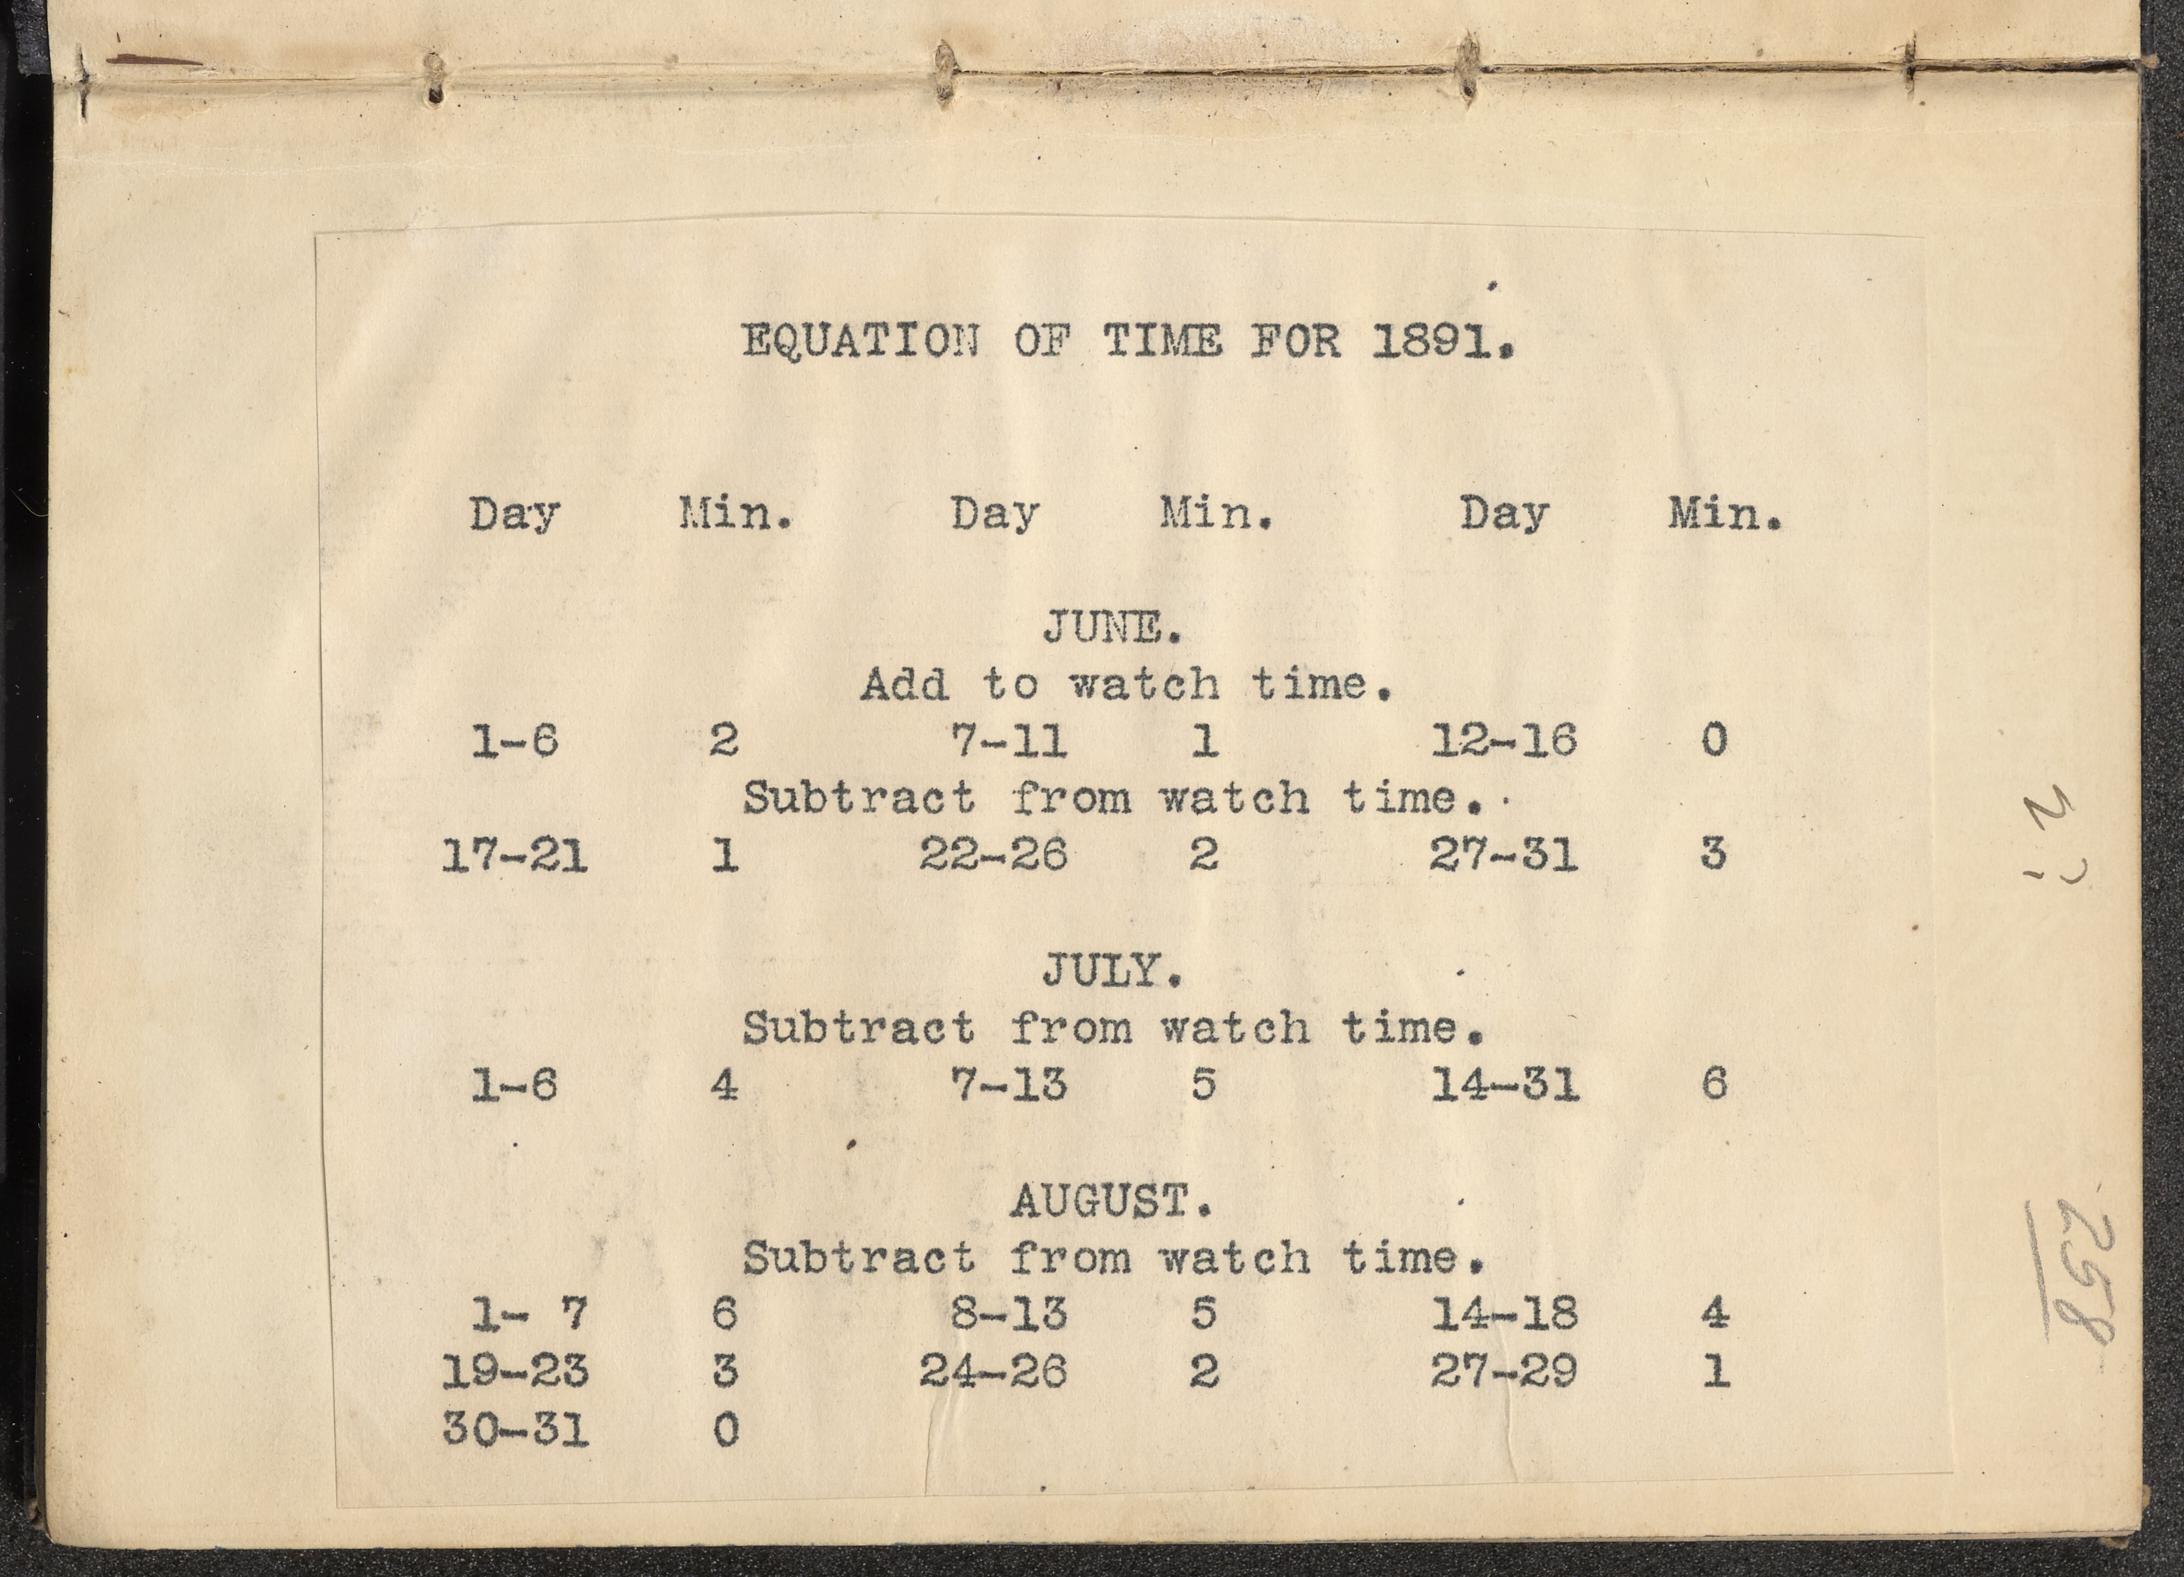 EQUATION OF TIME FOR 1891.
Day Min. Day Min. Day Min.
JUNE.
Add to watch time.
1-6 2 7-11 1 12-16 0
Subtract from watch time.
17-21 1 22-26 2 27-31 3
JULY.
Subtract from watch time.
1-6 4 7-13 5 14-31 6
AUGUST.
Subtract from watch time.
1- 7 6 8-13 5 14-18 4
19-23 3 24-26 2 27-29 1
30-31 0
258